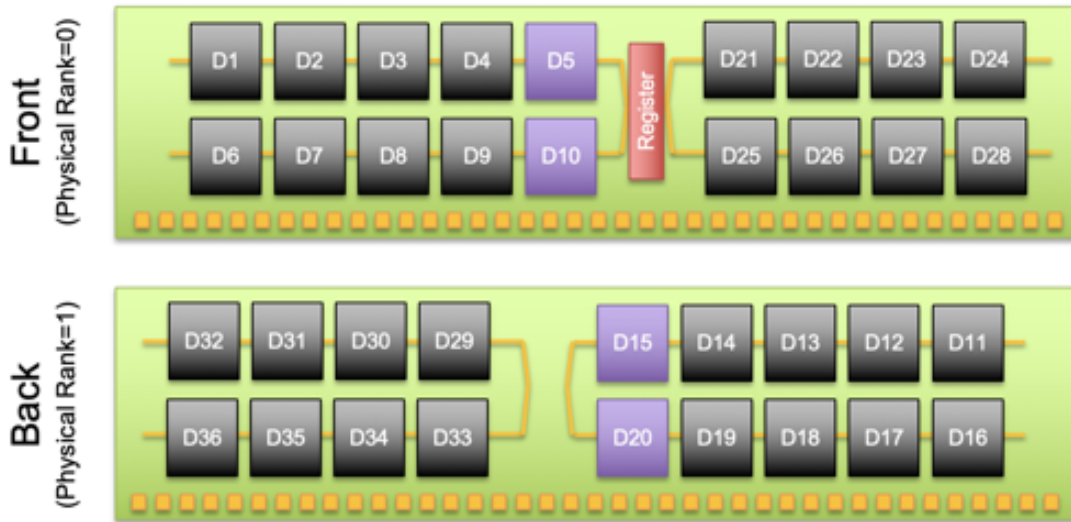 Front
(Physical Rank=0)
D1 D2 D3 D4 D5 Register D21 D22 D23 D24
D6 D7 D8 D9 D10 D25 D26 D27 D28
Back
(Physical Rank=1)
D32 D31 D30 D29 D15 D14 D13 D12 D11
D36 D35 D34 D33 D20 D19 D18 D17 D16